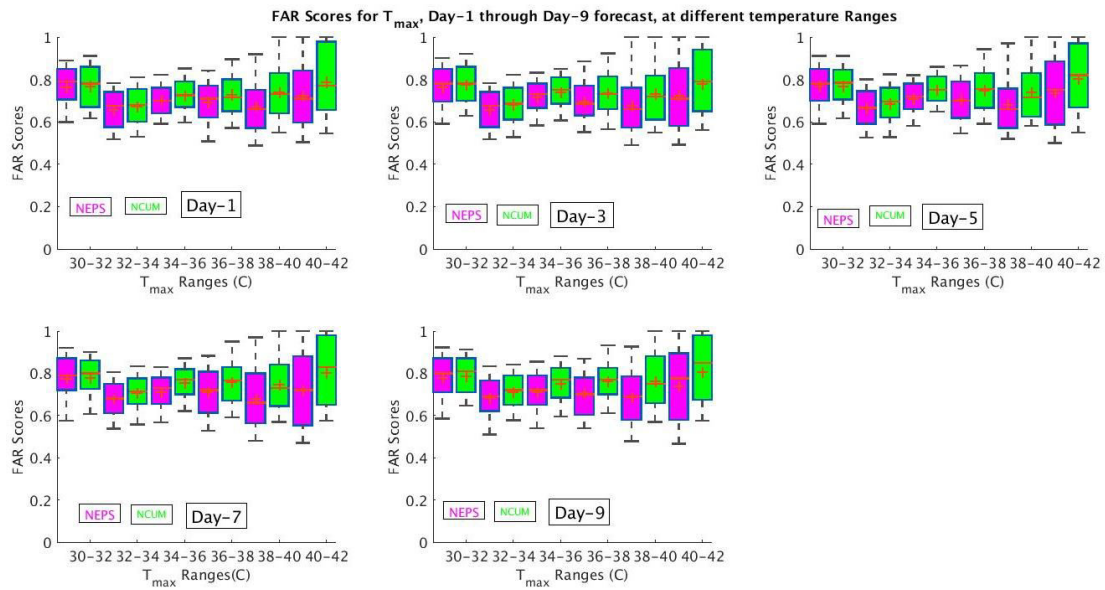 FAR Scores for Tmax, Day-1 through Day-9 forecast, at different temperature Ranges
FAR Scores
1
0.8
0.6
0.4
0.2
0
NEPS NCUM Day-1
30-32 32-34 34-36 36-38 38-40 40-42
Tmax Ranges (C)
FAR Scores
1
0.8
0.6
0.4
0.2
0
NEPS NCUM Day-3
30-32 32-34 34-36 36-38 38-40 40-42
Tmax Ranges (C)
FAR Scores
1
0.8
0.6
0.4
0.2
0
NEPS NCUM Day-5
30-32 32-34 34-36 36-38 38-40 40-42
Tmax Ranges (C)
FAR Scores
1
0.8
0.6
0.4
0.2
0
NEPS NCUM Day-7
30-32 32-34 34-36 36-38 38-40 40-42
Tmax Ranges(C)
FAR Scores
1
0.8
0.6
0.4
0.2
0
NEPS NCUM Day-9
30-32 32-34 34-36 36-38 38-40 40-42
Tmax Ranges (C)